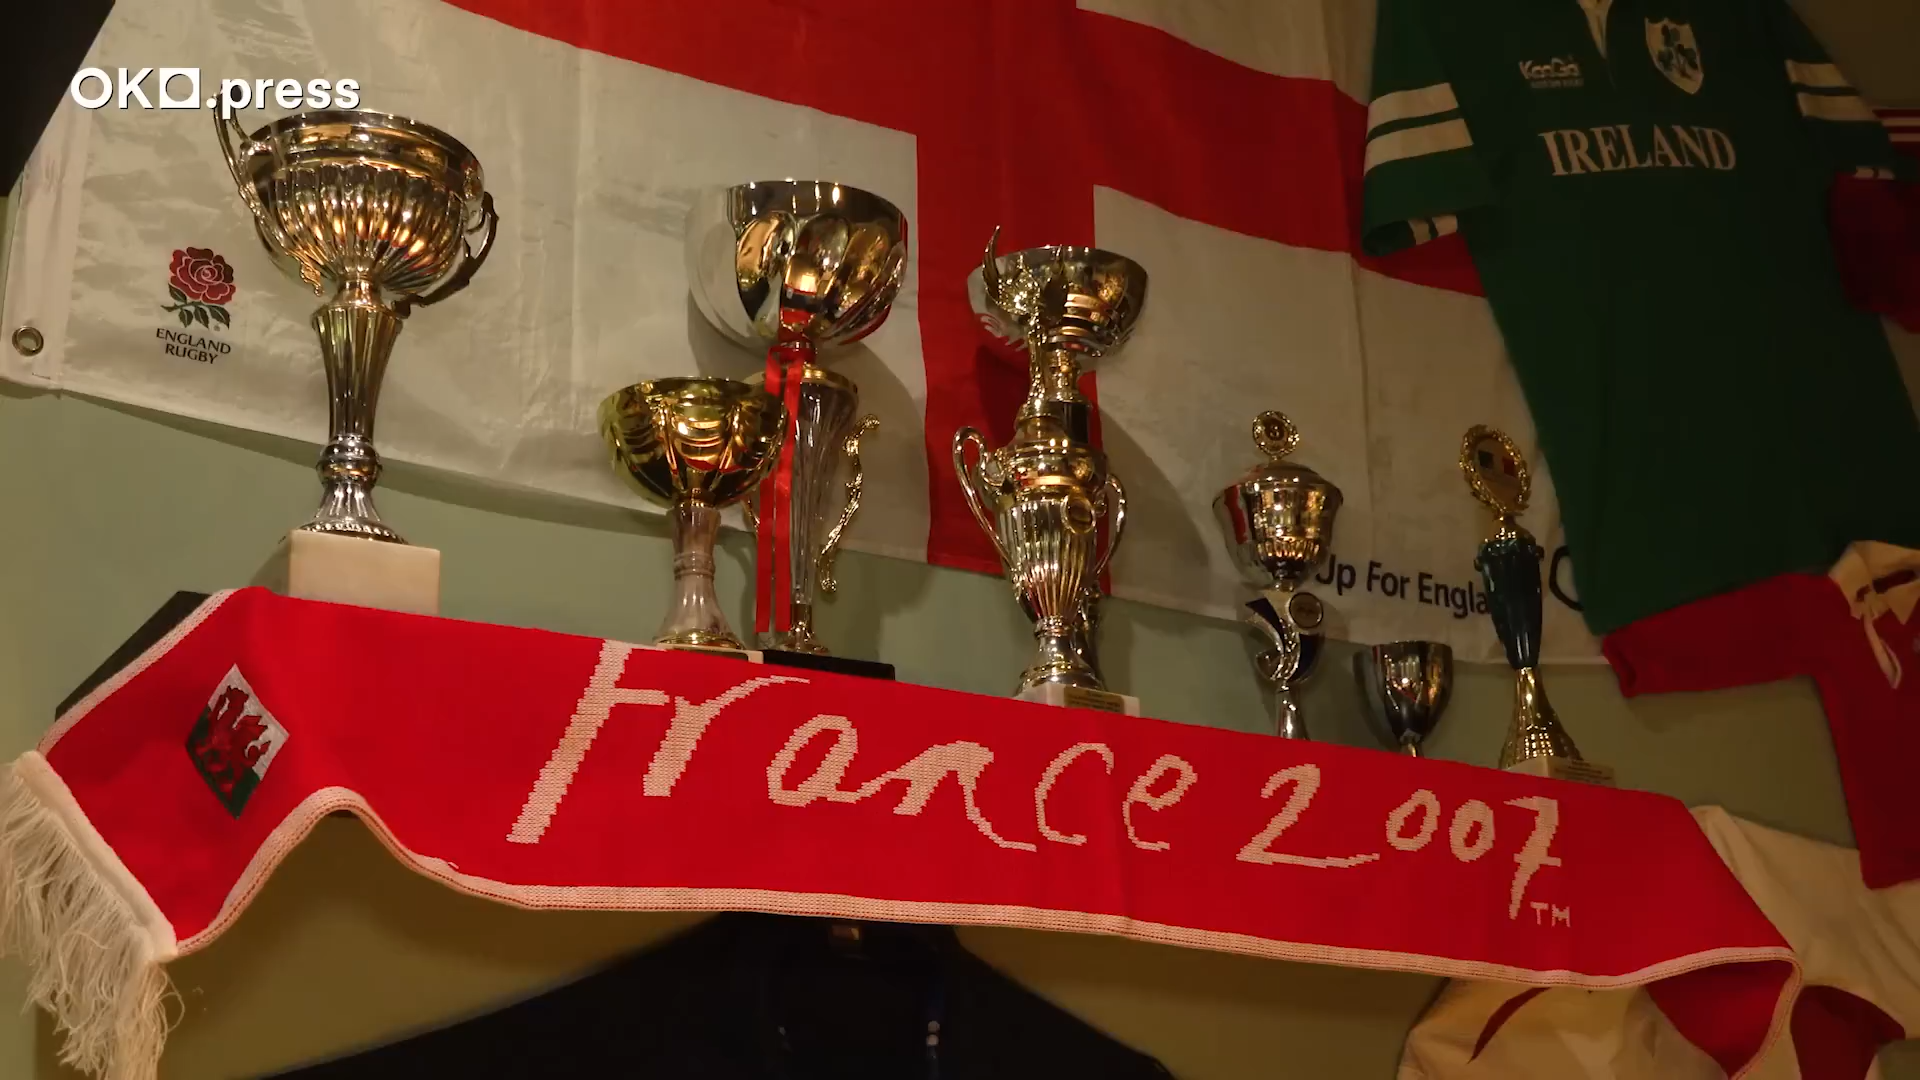 OKO.press
KooGa
IRELAND
ENGLAND
RUGBY
Up For Engla
France 2007
TM